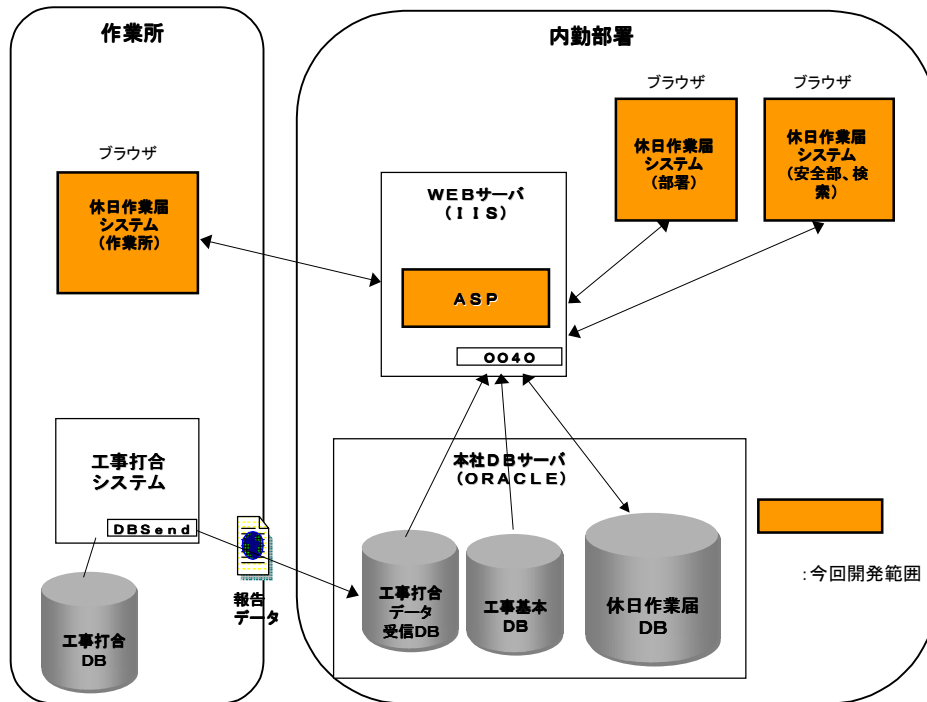 作業所
内勤部署
ブラウザ
ブラウザ
ブラウザ
休日作業届
システム
(作業所)
WEBサーバ
(IIS)
ASP
OO4O
休日作業届
システム
(部署)
休日作業届
システム
(安全部、検
索)
工事打合
システム
DBSend
工事打合
DB
報告
データ
本社DBサーバ
(ORACLE)
工事打合
データ
受信DB
工事基本
DB
休日作業届
DB
:今回開発範囲